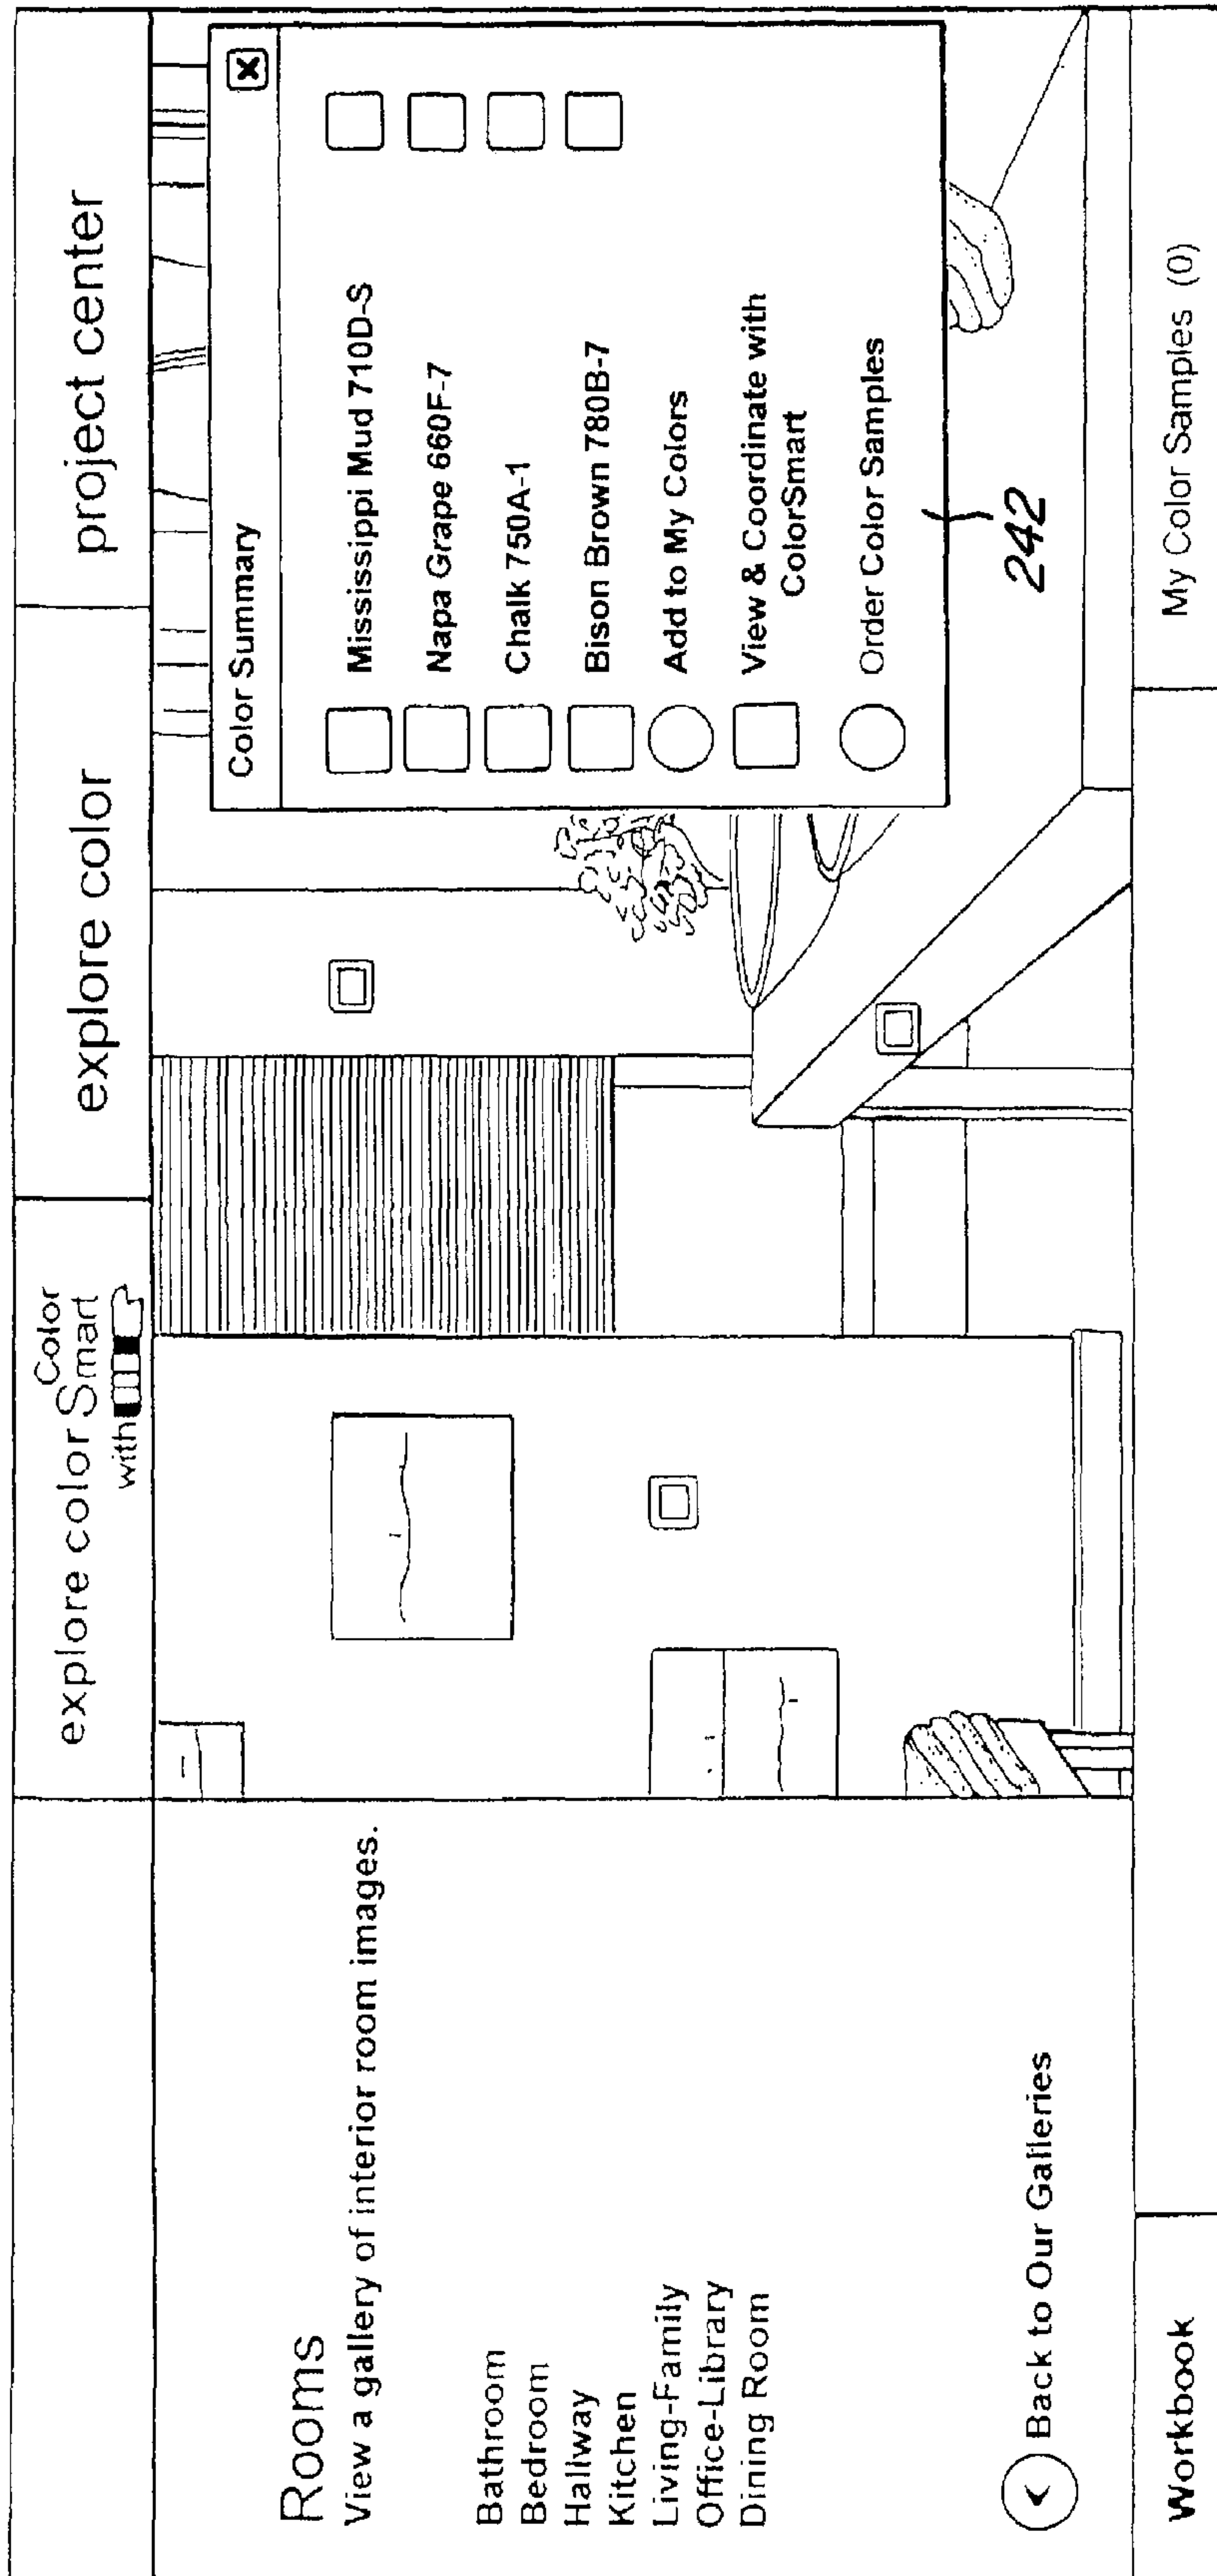 explore color
Color
Smart
with
explore color
project center
Rooms
View a gallery of interior room images.
Bathroom
Bedroom
Hallway
Kitchen
Living-Family
Office-Library
Dining Room
Back to Our Galleries
Color Summary
Mississippi Mud 710D-S
Napa Grape 660F-7
Chalk 750A-1
Bison Brown 780B-7
Add to My Colors
View & Coordinate with
ColorSmart
Order Color Samples
242
Workbook
My Color Samples (0)